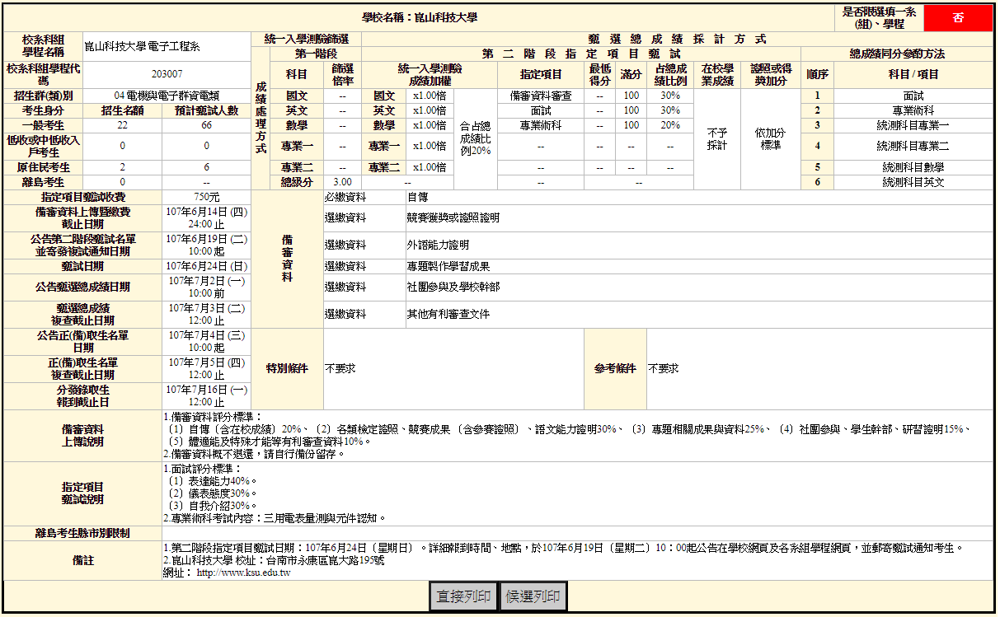 學校名稱：崑山科技大學
是否限選項一系
(組)、學程
否
校系科組
學程名稱
崑山科技大學 電子工程系
統一入學測驗篩選
甄 選 總 成 績 採 計 方 式
校系科組學程代
碼
203007
成績處理方式
第一階段
第 二 階 段 指 定 項 目 甄 試
總成績同分參酌方法
科目
篩選
倍率
統一入學測驗
成績加權
指定項目
最低
得分
滿分
占總成
績比例
在校學
業成績
證照或得
獎加分
順序
科目 / 項目
招生群(類)別
04 電機與電子群資電類
國文 -- 國文 x1.00倍
合占總
成績比
例20%
備審資料審查 -- 100 30%
不予
採計
依加分
標準
1 面試
考生身分 招生名額 預計甄試人數
英文 -- 英文 x1.00倍 面試 -- 100 30% 2 專業術科
一般考生 22 66 數學 -- 數學 x1.00倍 專業術科 -- 100 20% 3 統測科目專業一
低收或中低收入
戶考生
0 0 專業一 -- 專業一 x1.00倍 -- -- -- -- 4 統測科目專業二
原住民考生 2 6 專業二 -- 專業二 x1.00倍 -- -- -- -- 5 統測科目數學
離島考生 0 -- 總級分 3.00 -- -- -- 6 統測科目英文
指定項目甄試收費 750元
備審資料
必繳資料 自傳
備審資料上傳暨繳費
截止日期
107年6月14日 (四)
24:00 止
選繳資料 競賽獲獎或證照證明
公告第二階段甄試名單
並寄發複試通知日期
107年6月19日 (二)
10:00 起
選繳資料 外語能力證明
甄試日期 107年6月24日 (日) 選繳資料 專題製作學習成果
公告甄選總成績日期
107年7月2日 (一)
10:00 前
選繳資料 社團參與及學校幹部
甄選總成績
複查截止日期
107年7月3日 (二)
12:00 止
選繳資料 其他有利審查文件
公告正(備)取生名單
日期
107年7月4日 (三)
10:00 起
特別條件 不要求 參考條件 不要求
正(備)取生名單
複查截止日期
107年7月5日 (四)
12:00 止
分發錄取生
報到截止日
107年7月16日 (一)
12:00 止
備審資料
上傳說明
1.備審資料評分標準：
（1）自傳（含在校成績）20%、（2）各類檢定證照、競賽成果 （含參賽證照）、語文能力證明30%、（3）專題相關成果與資料25%、（4）社團參與、學生幹部、研習證明15%、
（5）體適能及特殊才能等有利審查資料10%。
2.備審資料概不退還，請自行備份留存。
指定項目
甄試說明
1.面試評分標準：
（1）表達能力40%。
（2）儀表態度30%。
（3）自我介紹30%。
2.專業術科考試內容：三用電表量測與元件認知。
離島考生縣市別限制
備註
1.第二階段指定項目甄試日期：107年6月24日（星期日）。詳細報到時間、地點，於107年6月19日（星期二）10：00起公告在學校網頁及各系組學程網頁，並郵寄甄試通知考生。
2.崑山科技大學 校址：台南市永康區崑大路195號
網址： http://www.ksu.edu.tw
直接列印 候選列印